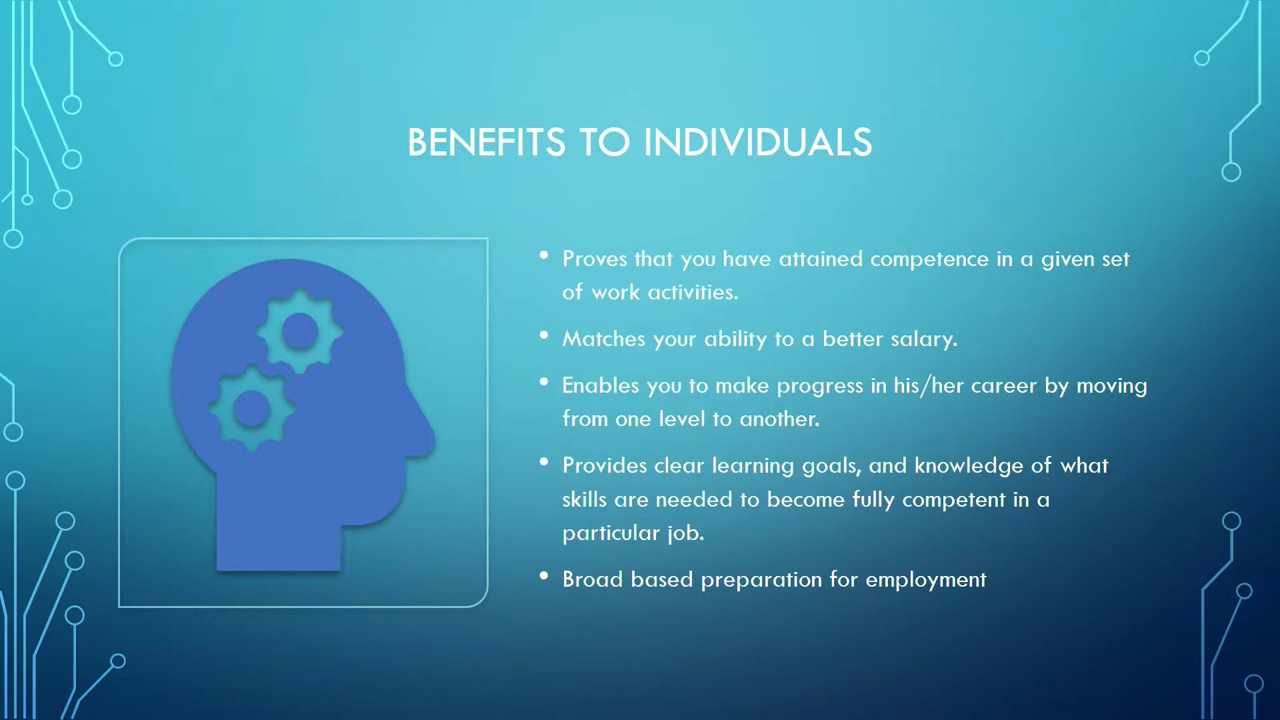 BENEFITS TO INDIVIDUALS
• Proves that you have attained competence in a given set
of work activities.
• Matches your ability to a better salary.
• Enables you to make progress in his/her career by moving
from one level to another.
• Provides clear learning goals, and knowledge of what
skills are needed to become fully competent in a
particular job.
• Broad based preparation for employment